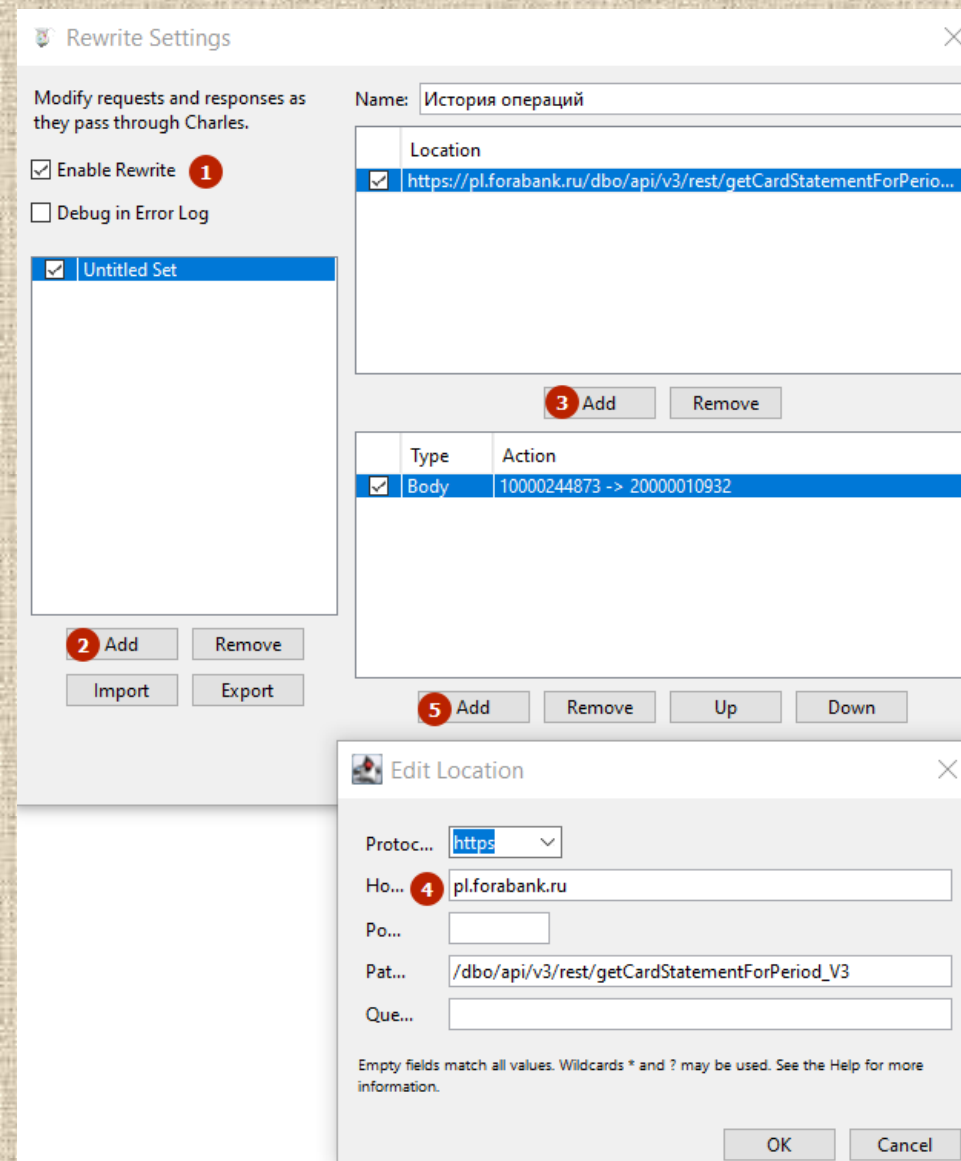 Rewrite Settings
Modify requests and responses as
they pass through Charles.
Enable Rewrite 1
Debug in Error Log
Untitled Set
2 Add Remove
Import Export
Name: История операций
Location
https://pl.forabank.ru/dbo/api/v3/rest/getCardStatementForPerio...
3 Add Remove
Type Action
Body 10000244873 -> 20000010932
5 Add Remove Up Down
Edit Location
Protoc... https
Ho... 4 pl.forabank.ru
Po...
Pat... /dbo/api/v3/rest/getCardStatementForPeriod_V3
Que...
Empty fields match all values. Wildcards * and ? may be used. See the Help for more
information.
OK Cancel